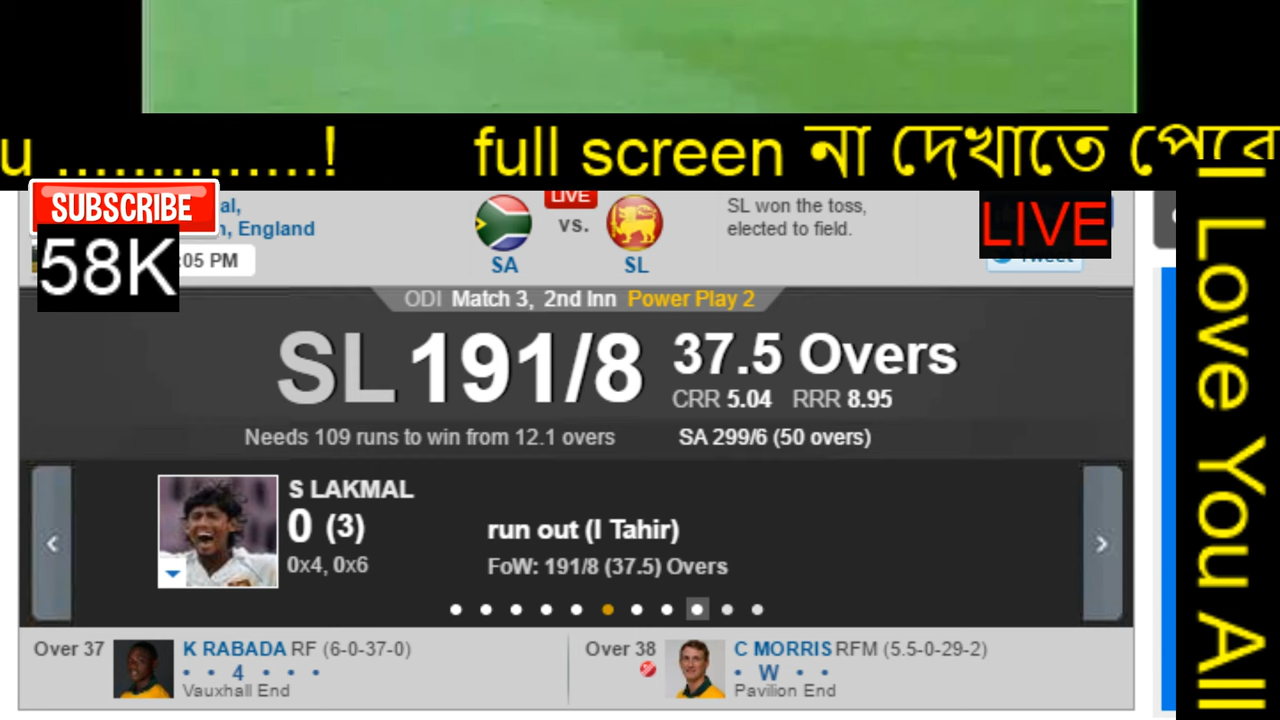 u ..............! full screen না দেখাতে পেরে
SUBSCRIBE
58K
al,
England
:05 PM
LIVE
vs.
SA
SL
SL won the toss,
elected to field.
LIVE
Tweet
ODI Match 3, 2nd Inn Power Play 2
SL 191/8
37.5 Overs
CRR 5.04 RRR 8.95
Needs 109 runs to win from 12.1 overs
SA 299/6 (50 overs)
S LAKMAL
0 (3)
0x4, 0x6
run out (I Tahir)
FoW: 191/8 (37.5) Overs
Over 37
K RABADA RF (6-0-37-0)
• • 4 • • •
Vauxhall End
Over 38
C MORRIS RFM (5.5-0-29-2)
• W • •
Pavilion End
I Love You All